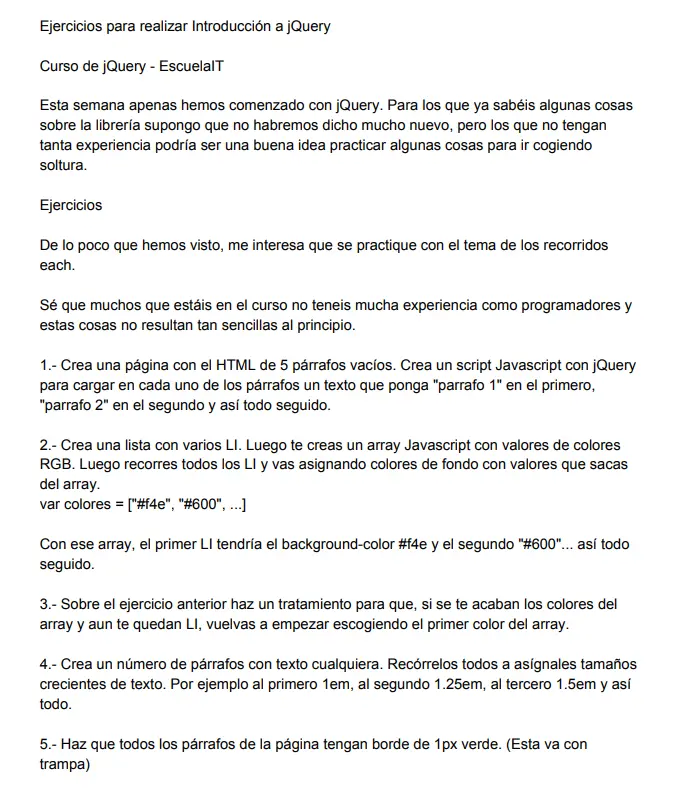 Ejercicios para realizar Introducción a jQuery
Curso de jQuery - EscuelaIT
Esta semana apenas hemos comenzado con jQuery. Para los que ya sabéis algunas cosas
sobre la librería supongo que no habremos dicho mucho nuevo, pero los que no tengan
tanta experiencia podría ser una buena idea practicar algunas cosas para ir cogiendo
soltura.
Ejercicios
De lo poco que hemos visto, me interesa que se practique con el tema de los recorridos
each.
Sé que muchos que estáis en el curso no teneis mucha experiencia como programadores y
estas cosas no resultan tan sencillas al principio.
1.- Crea una página con el HTML de 5 párrafos vacíos. Crea un script Javascript con jQuery
para cargar en cada uno de los párrafos un texto que ponga "parrafo 1" en el primero,
"parrafo 2" en el segundo y así todo seguido.
2.- Crea una lista con varios LI. Luego te creas un array Javascript con valores de colores
RGB. Luego recorres todos los LI y vas asignando colores de fondo con valores que sacas
del array.
var colores = ["#f4e", "#600", ...]
Con ese array, el primer LI tendría el background-color #f4e y el segundo "#600"... así todo
seguido.
3.- Sobre el ejercicio anterior haz un tratamiento para que, si se te acaban los colores del
array y aun te quedan LI, vuelvas a empezar escogiendo el primer color del array.
4.- Crea un número de párrafos con texto cualquiera. Recórrelos todos a asígnales tamaños
crecientes de texto. Por ejemplo al primero 1em, al segundo 1.25em, al tercero 1.5em y así
todo.
5.- Haz que todos los párrafos de la página tengan borde de 1px verde. (Esta va con
trampa)